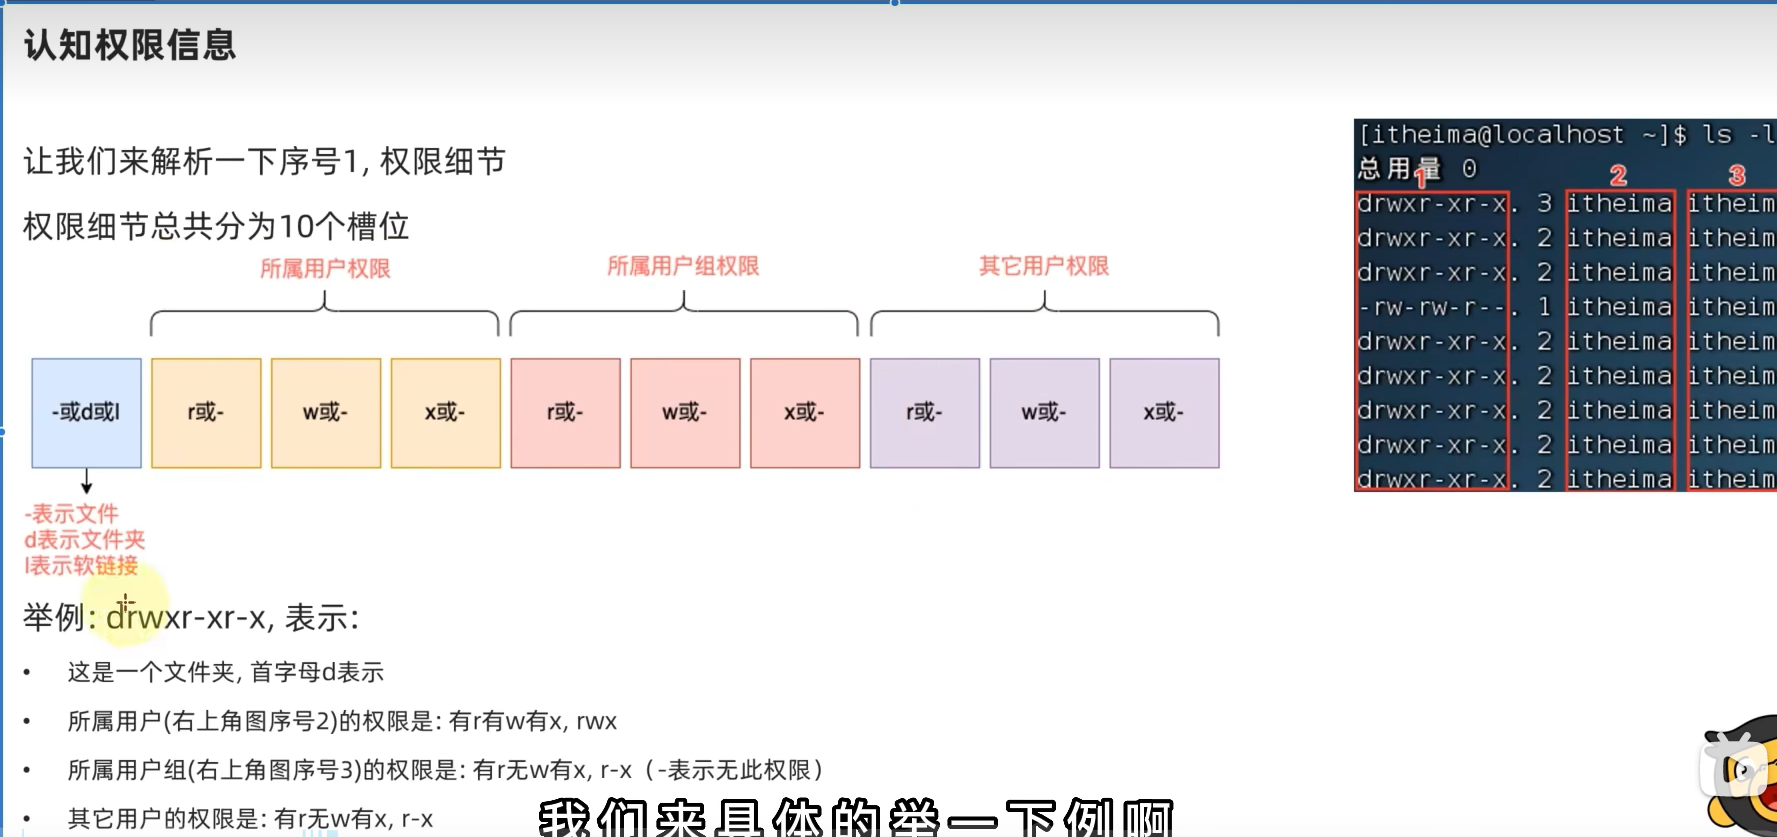 认知权限信息
让我们来解析一下序号1, 权限细节
权限细节总共分为10个槽位
所属用户权限
所属用户组权限
其它用户权限
-或d或l
r或-
w或-
x或-
r或-
w或-
x或-
r或-
w或-
x或-
-表示文件
d表示文件夹
l表示软链接
举例: drwxr-xr-x, 表示:
• 这是一个文件夹, 首字母d表示
• 所属用户(右上角图序号2)的权限是: 有r有w有x, rwx
• 所属用户组(右上角图序号3)的权限是: 有r无w有x, r-x（-表示无此权限）
• 其它用户的权限是: 有r无w有x, r-x
[itheima@localhost ~]$ ls -l
总用量 0
1
2
3
drwxr-xr-x. 3 itheima itheim
drwxr-xr-x. 2 itheima itheim
drwxr-xr-x. 2 itheima itheim
-rw-rw-r--. 1 itheima itheim
drwxr-xr-x. 2 itheima itheim
drwxr-xr-x. 2 itheima itheim
drwxr-xr-x. 2 itheima itheim
drwxr-xr-x. 2 itheima itheim
drwxr-xr-x. 2 itheima itheim
我们来具体的举一下例啊